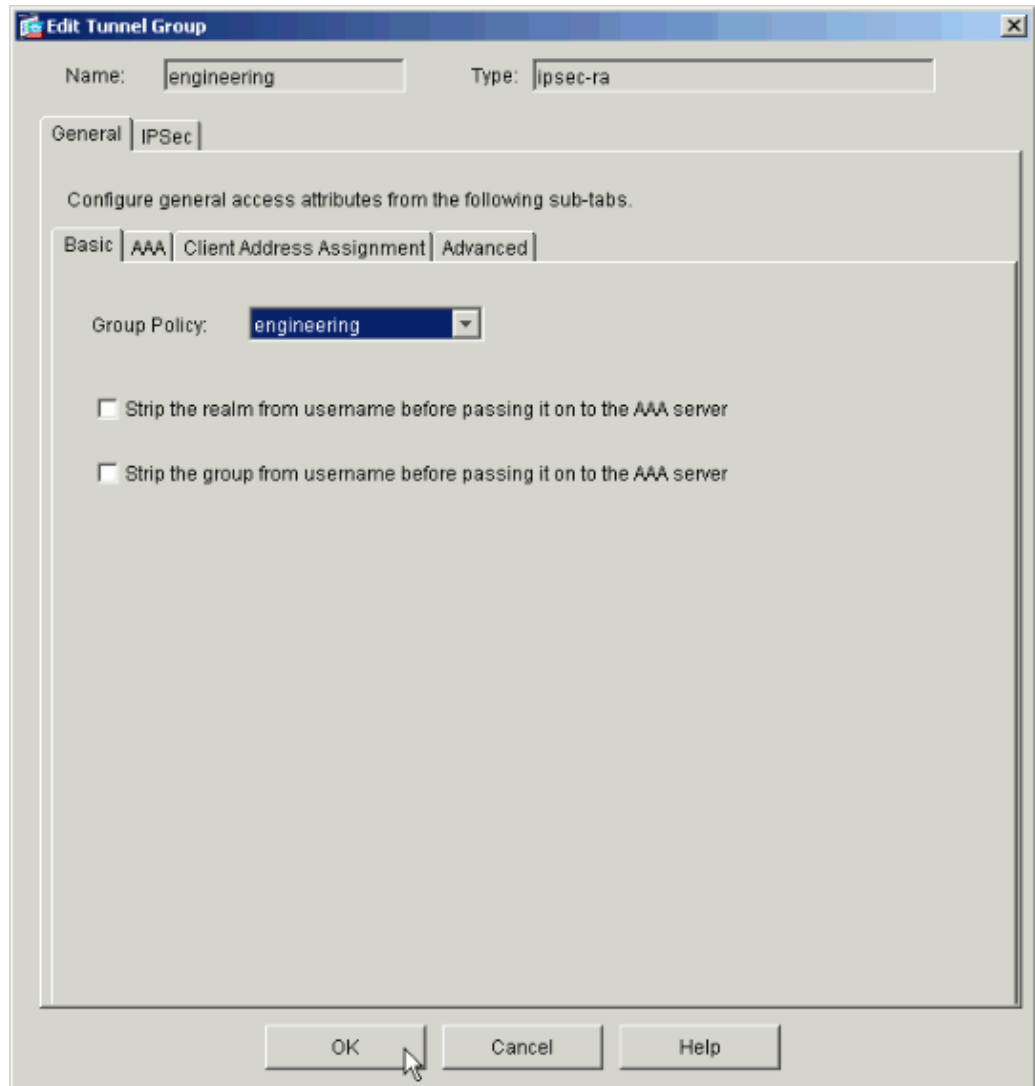 Edit Tunnel Group
Name: engineering Type: ipsec-ra
General IPSec
Configure general access attributes from the following sub-tabs.
Basic AAA Client Address Assignment Advanced
Group Policy: engineering
Strip the realm from username before passing it on to the AAA server
Strip the group from username before passing it on to the AAA server
OK Cancel Help